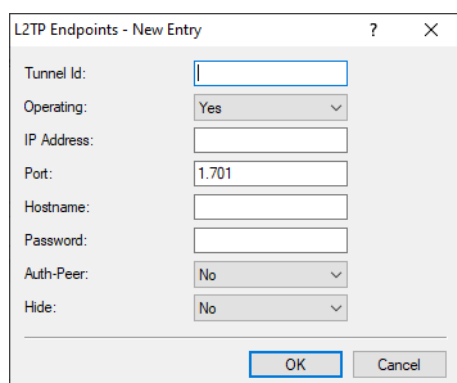 L2TP Endpoints - New Entry ?
Tunnel Id:
Operating: Yes
IP Address:
Port: 1.701
Hostname:
Password:
Auth-Peer: No
Hide: No
OK Cancel